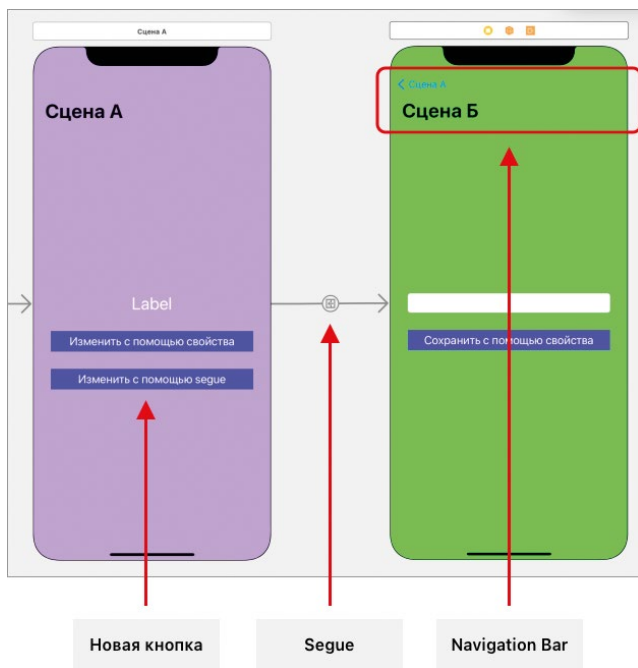 Сцена А
Сцена А
Label
Изменить с помощью свойства
Изменить с помощью segue
Сцена А
Сцена Б
Сохранить с помощью свойства
Новая кнопка
Segue
Navigation Bar